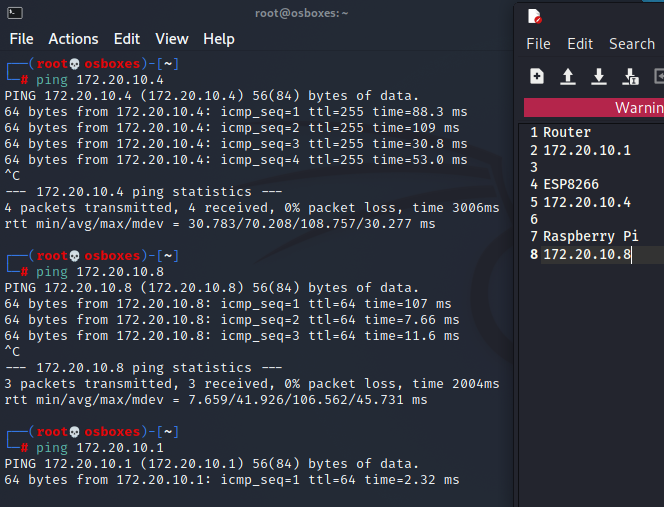 root@osboxes: ~
File Actions Edit View Help
┌──(root💀osboxes)-[~]
└─# ping 172.20.10.4
PING 172.20.10.4 (172.20.10.4) 56(84) bytes of data.
64 bytes from 172.20.10.4: icmp_seq=1 ttl=255 time=88.3 ms
64 bytes from 172.20.10.4: icmp_seq=2 ttl=255 time=109 ms
64 bytes from 172.20.10.4: icmp_seq=3 ttl=255 time=30.8 ms
64 bytes from 172.20.10.4: icmp_seq=4 ttl=255 time=53.0 ms
^C
--- 172.20.10.4 ping statistics ---
4 packets transmitted, 4 received, 0% packet loss, time 3006ms
rtt min/avg/max/mdev = 30.783/70.208/108.757/30.277 ms
┌──(root💀osboxes)-[~]
└─# ping 172.20.10.8
PING 172.20.10.8 (172.20.10.8) 56(84) bytes of data.
64 bytes from 172.20.10.8: icmp_seq=1 ttl=64 time=107 ms
64 bytes from 172.20.10.8: icmp_seq=2 ttl=64 time=7.66 ms
64 bytes from 172.20.10.8: icmp_seq=3 ttl=64 time=11.6 ms
^C
--- 172.20.10.8 ping statistics ---
3 packets transmitted, 3 received, 0% packet loss, time 2004ms
rtt min/avg/max/mdev = 7.659/41.926/106.562/45.731 ms
┌──(root💀osboxes)-[~]
└─# ping 172.20.10.1
PING 172.20.10.1 (172.20.10.1) 56(84) bytes of data.
64 bytes from 172.20.10.1: icmp_seq=1 ttl=64 time=2.32 ms
File Edit Search
Warnin
1 Router
2 172.20.10.1
3
4 ESP8266
5 172.20.10.4
6
7 Raspberry Pi
8 172.20.10.8